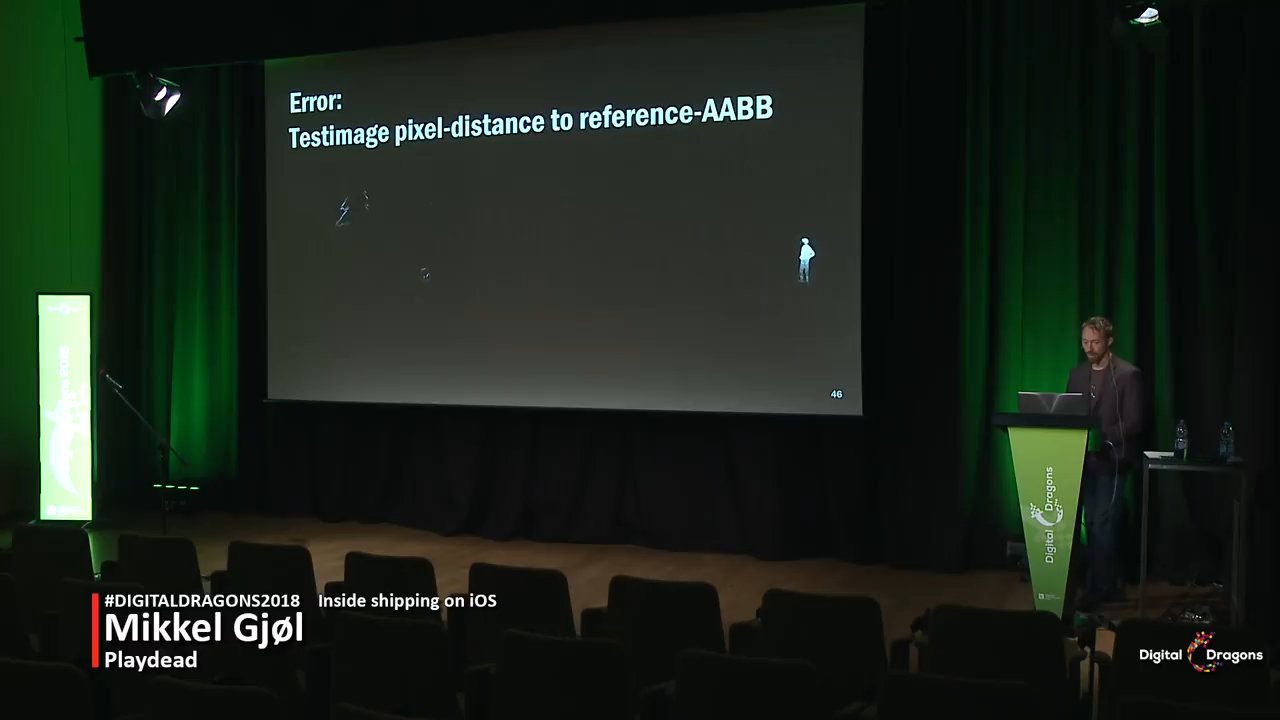 Error:
Testimage pixel-distance to reference-AABB
46
Digital Dragons
#DIGITALDRAGONS2018 Inside shipping on iOS
Mikkel Gjøl
Playdead
Digital Dragons